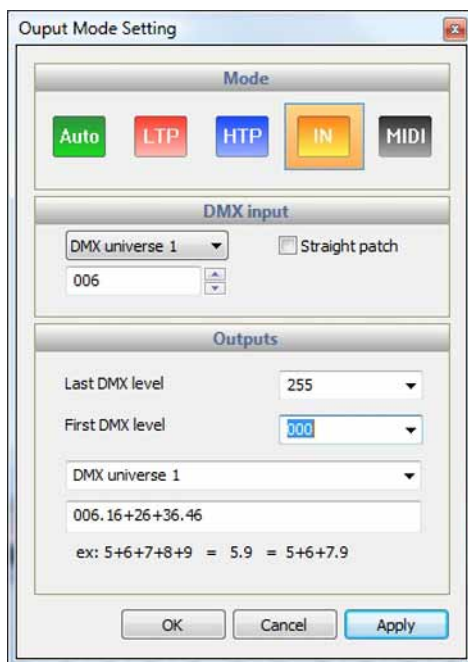 Ouput Mode Setting
Mode
Auto LTP HTP IN MIDI
DMX input
DMX universe 1 Straight patch
006
Outputs
Last DMX level 255
First DMX level 000
DMX universe 1
006.16+26+36.46
ex: 5+6+7+8+9 = 5.9 = 5+6+7.9
OK Cancel Apply